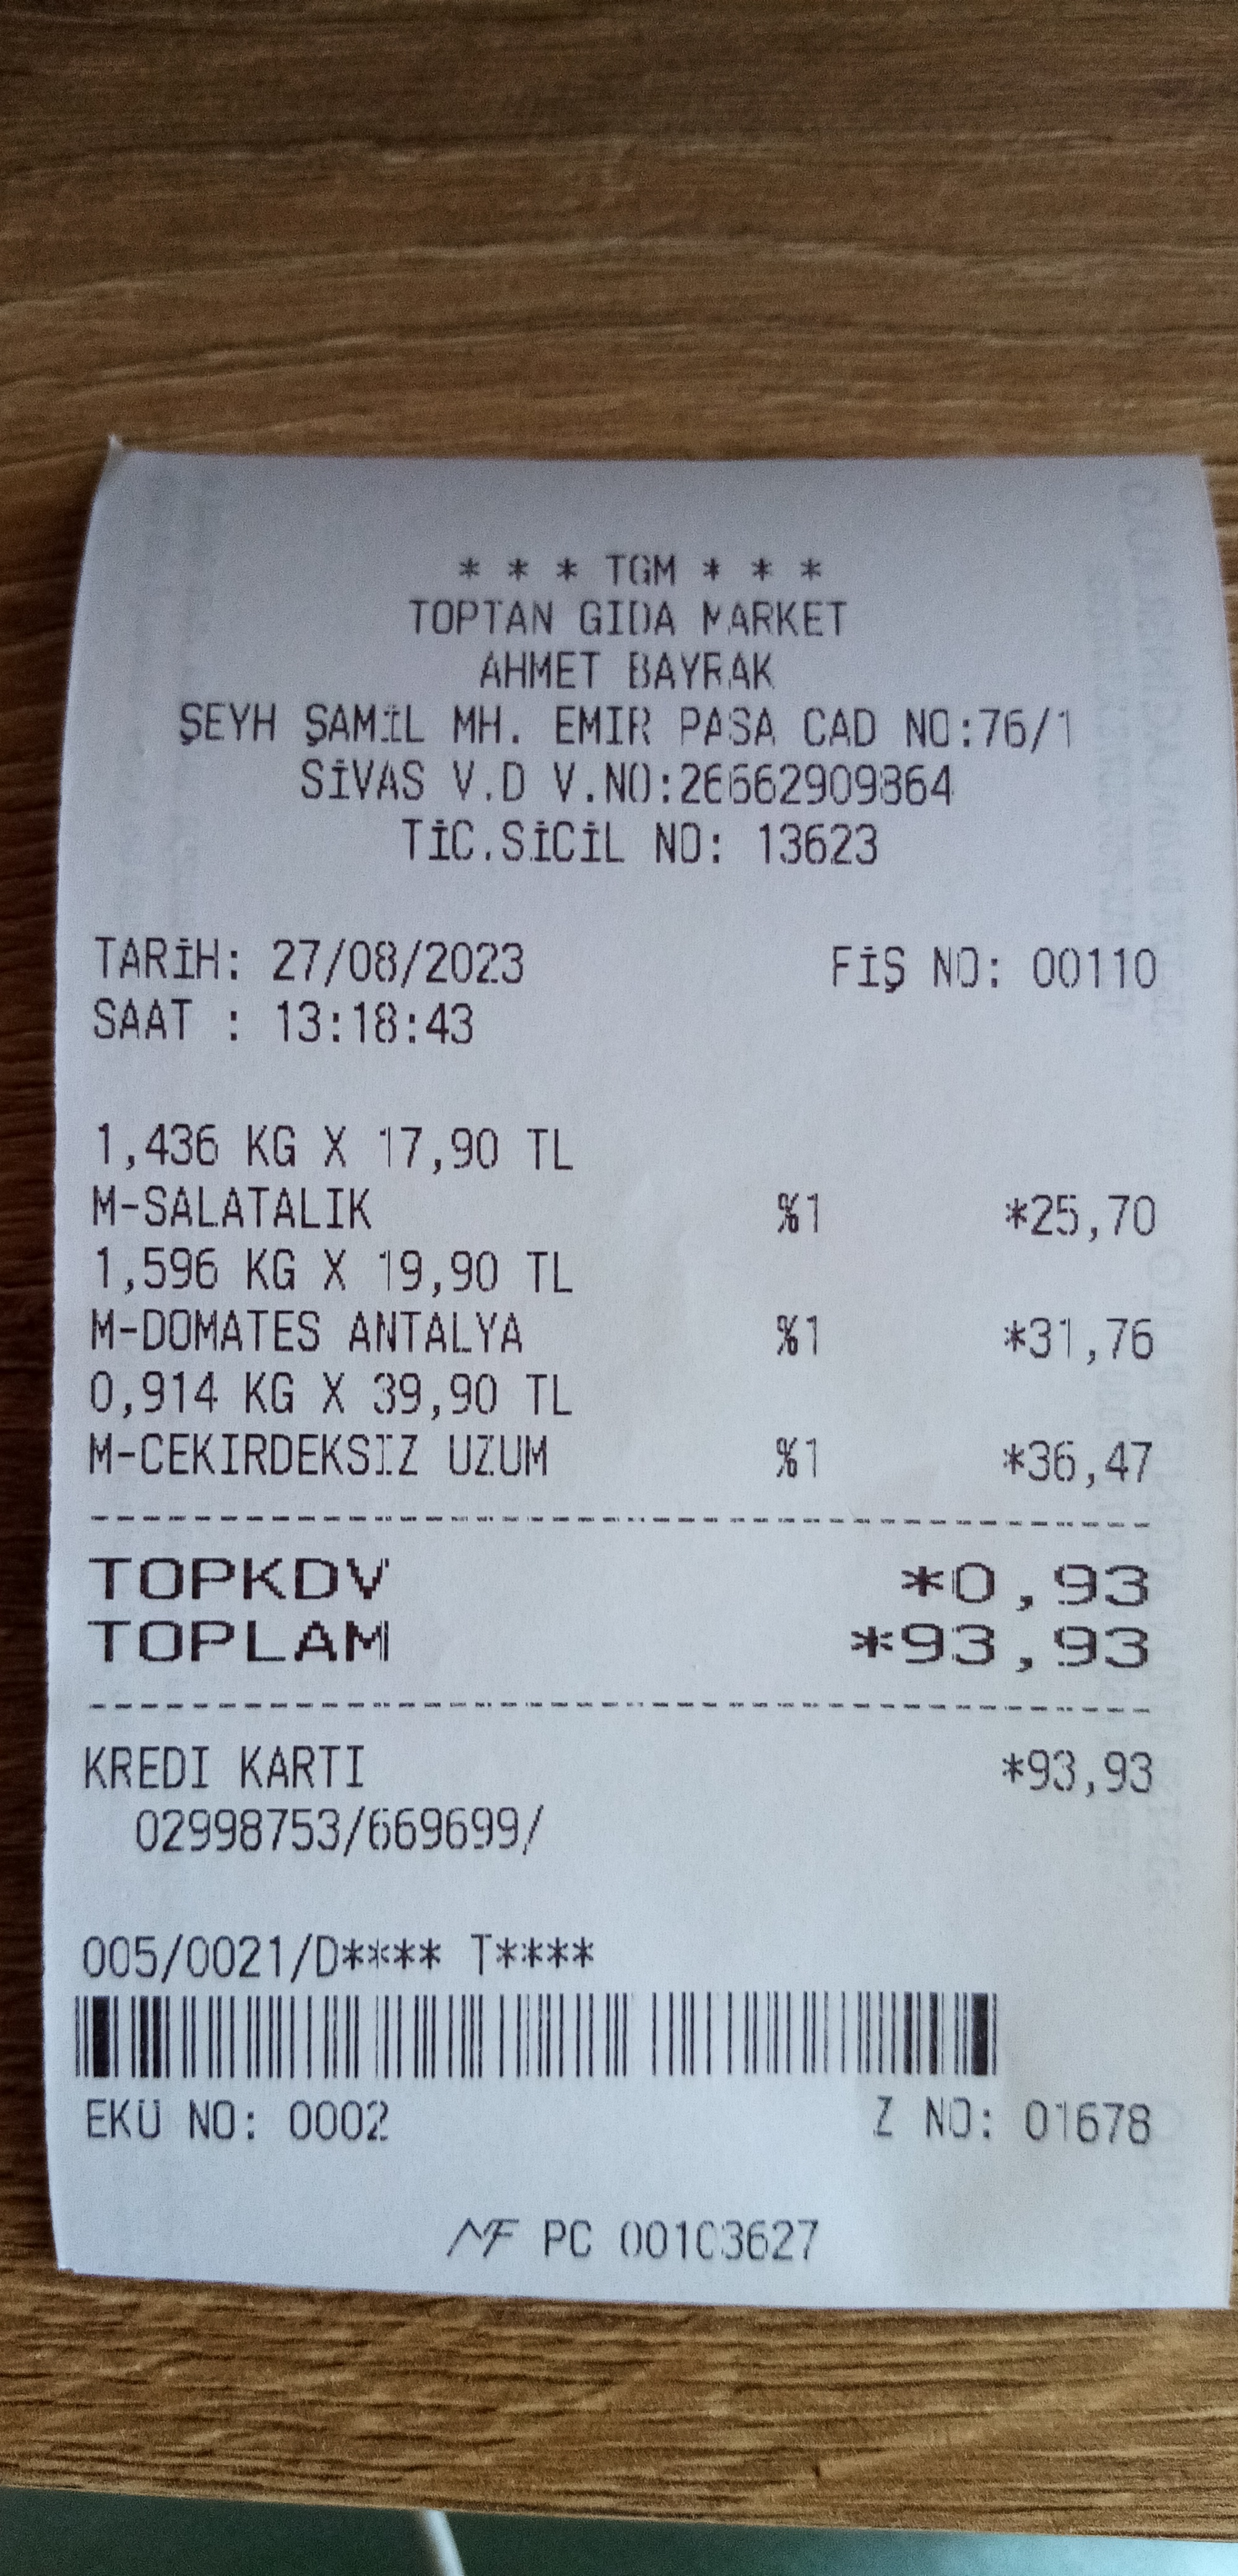 * * * TGM * * *
TOPTAN GIDA MARKET
AHMET BAYRAK
ŞEYH ŞAMİL MH. EMIR PASA CAD NO:76/1
SİVAS V.D V.NO:26662909864
TİC.SİCİL NO: 13623
TARİH: 27/08/2023 FİŞ NO: 00110
SAAT : 13:18:43
1,436 KG X 17,90 TL
M-SALATALIK %1 *25,70
1,596 KG X 19,90 TL
M-DOMATES ANTALYA %1 *31,76
0,914 KG X 39,90 TL
M-CEKIRDEKSIZ UZUM %1 *36,47
TOPKDV *0,93
TOPLAM *93,93
KREDI KARTI *93,93
02998753/669699/
005/0021/D**** T****
EKÜ NO: 0002 Z NO: 01678
MF PC 00103627